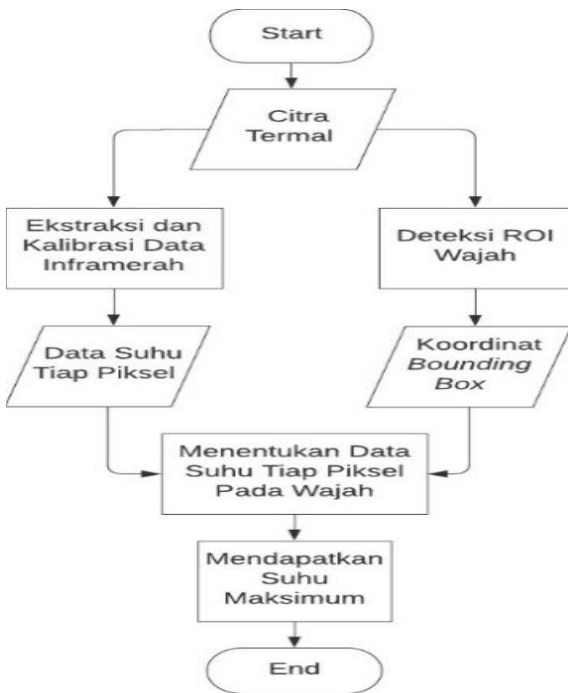 Start
Citra
Termal
Ekstraksi dan
Kalibrasi Data
Inframerah
Deteksi ROI
Wajah
Data Suhu
Tiap Piksel
Koordinat
Bounding
Box
Menentukan Data
Suhu Tiap Piksel
Pada Wajah
Mendapatkan
Suhu
Maksimum
End